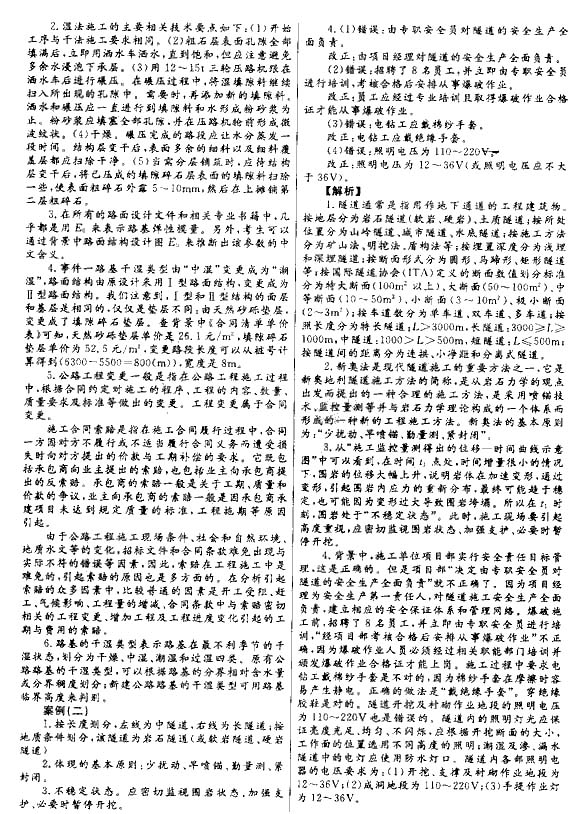 2.湿法施工的主要相关技术要点如下:(1)开始
工序与干法施工要求相同。(2)粗石层表面孔隙全部
填满后,立即用洒水车洒水,直到饱和,但应注意避免
多余水浸泡下承层。(3)用 12~15t 三轮压路机跟在
洒水车后进行碾压。在碾压过程中,将湿填隙料继续
扫入所出现的孔隙中。需要时,再添加新的填隙料。
洒水和碾压应一直进行到填隙料和水形成粉砂浆为
止。粉砂浆应填塞全部孔隙,并在压路机轮前形成微
波纹状。(4)干燥。碾压完成的路段应让水分蒸发一
段时间。结构层变干后,表面多余的细料以及细料覆
盖层都应扫除干净。(5)当需分层铺筑时,应待结构
层变干后,将已压成的填隙碎石层表面的填隙料扫除
一些,使表面粗碎石外露 5~10mm,然后在上摊铺第
二层粗碎石。
3.在所有的路面设计文件和相关专业书籍中,几
乎都是用 E₀ 来表示路基弹性模量。另外,考生可以
通过背景中路面结构设计图 E₀ 来推断出该参数的中
文含义。
4.事件一路基干湿类型由“中湿”变更成为“潮
湿”,路面结构由原设计采用Ⅰ型路面结构,变更成为
Ⅱ型路面结构。我们注意到,Ⅰ型和Ⅱ型结构的面层
和基层是相同的,仅仅是垫层不同;由天然砂砾垫层,
变更成了填隙碎石垫层。查背景中《合同清单单价
表》可知,天然砂砾垫层单价是 26.1 元/m²,填隙碎石
垫层单价为 52.5 元/m²,变更路段长度可以从桩号计
算得到(6300~5500=800(m)),宽度是 8m。
5.公路工程变更一般是指在公路工程施工过程
中,根据合同约定对施工的程序、工程的内容、数量、
质量要求及标准等做出的变更。工程变更属于合同
变更。
施工合同索赔是指在施工合同履行过程中,合同
一方因对方不履行或不适当履行合同义务而遭受损
失时向对方提出的价款与工期补偿的要求。它既包
括承包商向业主提出的索赔,也包括业主向承包商提
出的反索赔。承包商的索赔一般是关于工期、质量和
价款的争议,业主向承包商的索赔一般是因承包商承
建项目未达到规定质量的标准,工程拖期等原因
引起。
由于公路工程施工现场条件、社会和自然环境、
地质水文等的变化,招标文件和合同条款难免出现与
实际不符的错误等因素,因此,索赔在工程施工中是
难免的,引起索赔的原因也是多方面的。在分析引起
索赔的众多因素中,比较普通的因素是开工受阻、赶
工、气候影响、工程量的增减、合同条款中与索赔密切
相关的工程变更、增加工程及工程进度变化引起的工
期与费用的索赔。
6.路基的干湿类型表示路基在最不利季节的干
湿状态,划分为干燥、中湿、潮湿和过湿四类。原有公
路路基的干湿类型,可以根据路基的分界相对含水量
或分界稠度划分;新建公路路基的干湿类型可用路基
临界高度来判别。
案例(二)
1.按长度划分,左线为中隧道,右线为长隧道;按
地质条件划分,该隧道为岩石隧道(或软岩隧道、硬岩
隧道)
2.体现的基本原则:少扰动、早喷锚、勤量测、紧
封闭。
3.不稳定状态。应密切监视围岩状态,加强支
护、必要时暂停开挖。
4.(1)错误:由专职安全员对隧道的安全生产全
面负责。
改正:由项目经理对隧道的安全生产全面负责。
(2)错误:招聘了 8 名员工,并立即由专职安全员
进行培训,考核合格后安排从事爆破作业。
改正:员工应经过专业培训且取得爆破作业合格
证才能从事爆破作业。
(3)错误:电钻工应戴棉纱手套。
改正:电钻工应戴绝缘手套。
(4)错误:照明电压为 110~220V。
改正:照明电压为 12~36V(或照明电压应不大
于 36V)。
【解析】
1.隧道通常是指用作地下通道的工程建筑物。
按地层分为岩石隧道(软岩、硬岩)、土质隧道;按所处
位置分为山岭隧道、城市隧道、水底隧道;按施工方法
分为矿山法、明挖法、盾构法等;按埋置深度分为浅埋
和深埋隧道;按断面形式分为圆形、马蹄形、矩形隧道
等;按国际隧道协会(ITA)定义的断面数值划分标准
分为特大断面(100m² 以上)、大断面(50~100m²)、中
等断面(10~50m²)、小断面(3~10m²)、极小断面
(2~3m²);按车道数分为单车道、双车道、多车道;按
照长度分为特长隧道:L>3000m,长隧道:3000≥L≥
1000m,中隧道:1000>L>500m,短隧道:L≤500m;
按隧道间的距离分为连拱、小净距和分离式隧道。
2.新奥法是现代隧道施工的重要方法之一,它是
新奥地利隧道施工方法的简称,是从岩石力学的观点
出发而提出的一种合理的施工方法,是采用喷锚技
术、监控量测等并与岩石力学理论构成的一个体系而
形成的一种新的工程施工方法。新奥法的基本原则
为:“少扰动、早喷锚、勤量测、紧封闭”。
3.从“施工监控量测得出的位移—时间曲线示意
图”中可以看到,在时间 t₁ 点处,时间增量很小的情况
下,围岩的位移大幅上升,说明岩体在加速变形,通过
变形,引起围岩内应力的重新分布,最终可能趋于稳
定,也可能因为变形过大导致围岩垮塌。所以在 t₁ 时
刻,围岩处于“不稳定状态”。此时,施工现场要引起
高度重视,应密切监视围岩状态、加强支护、必要时暂
停开挖。
4.背景中,施工单位项目部实行安全责任目标管
理,这是正确的。但是项目部“决定由专职安全员对
隧道的安全生产全面负责”就不正确了。因为项目经
理为安全生产第一责任人,对隧道施工安全生产全面
负责,建立相应的安全保证体系和管理网络。爆破施
工前,招聘了 8 名员工,并立即由专职安全员进行培
训,“经项目部考核合格后安排从事爆破作业”不正
确,因为爆破作业人员必须经过相关职能部门培训并
颁发爆破作业合格证才能上岗。施工过程中要求电
钻工戴棉纱手套是不对的,因为棉纱手套在摩擦时容
易产生静电。正确的做法是“戴绝缘手套”。穿绝缘
胶鞋是对的。隧道开挖及衬砌作业地段的照明电压
为 110~220V 也是错误的。隧道内的照明灯光应保
证亮度充足、均匀、不闪烁,应根据开挖断面的大小,
工作面的位置选用不同高度的照明;潮湿及渗、漏水
隧道中的电灯应使用防水灯口。隧道内各部照明电
器的电压要求为:(1)开挖、支撑及衬砌作业地段为
12~36V;(2)成洞地段为 110~220V;(3)手提作业灯
为 12~36V。